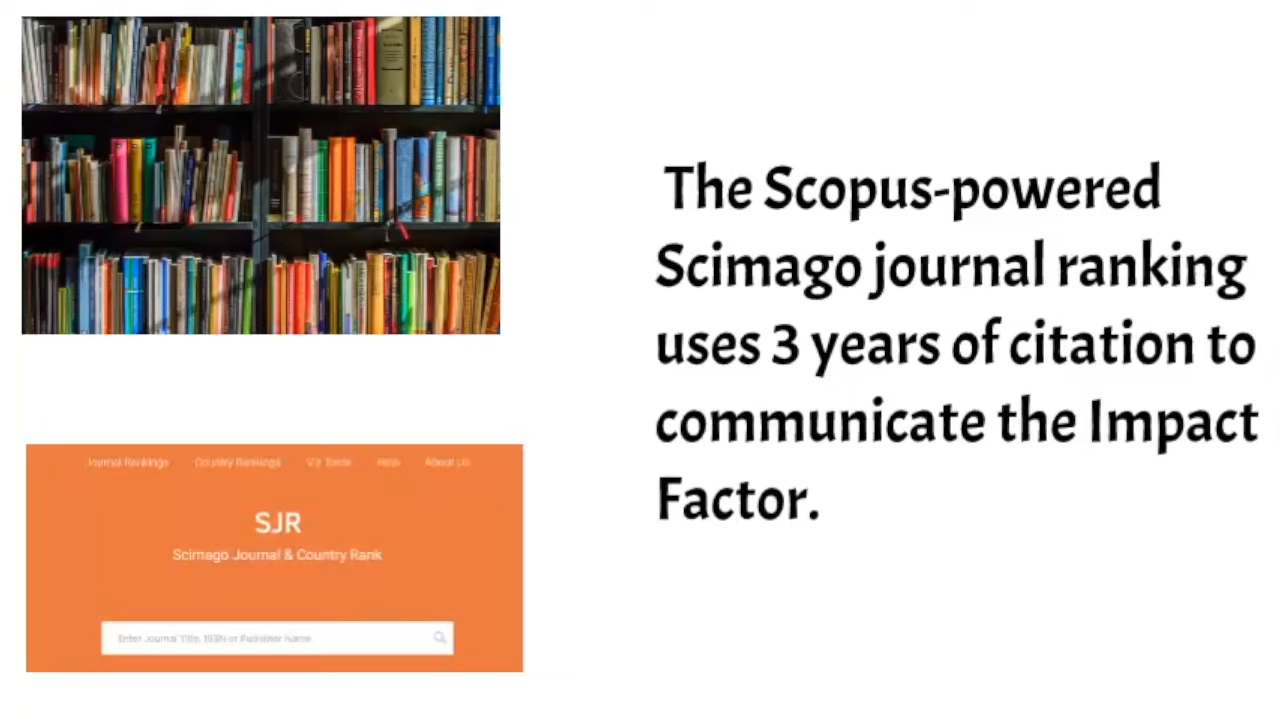 The Scopus-powered
Scimago journal ranking
uses 3 years of citation to
communicate the Impact
Factor.
Journal Rankings Country Rankings Viz Tools Help About Us
SJR
Scimago Journal & Country Rank
Enter Journal Title, ISSN or Publisher Name